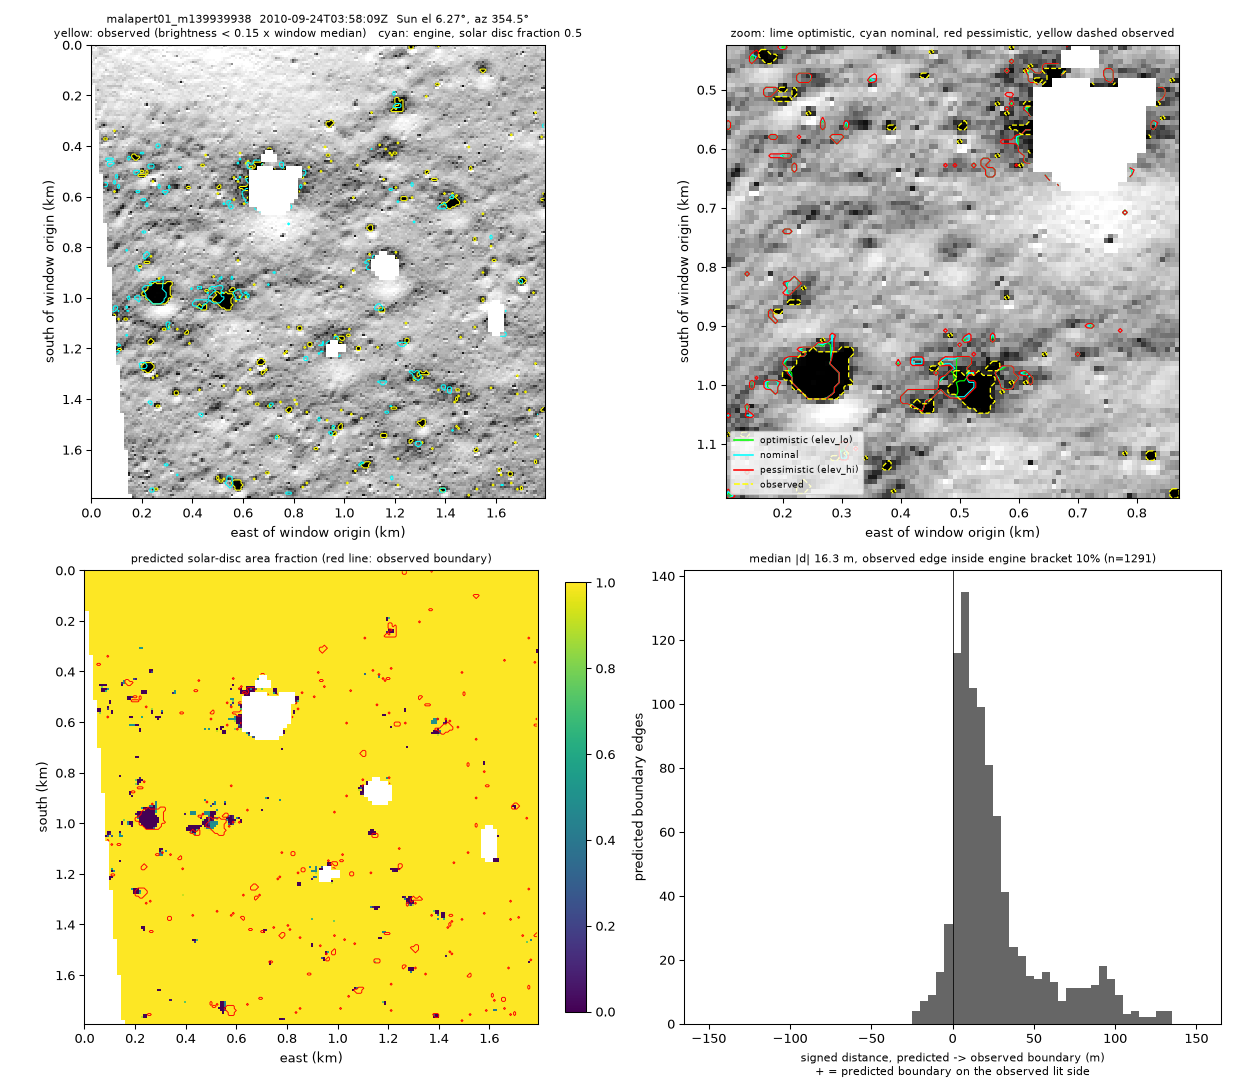 malapert01_m139939938  2010-09-24T03:58:09Z  Sun el 6.27°, az 354.5°
yellow: observed (brightness < 0.15 x window median)   cyan: engine, solar disc fraction 0.5
0.0
0.2
0.4
0.6
0.8
1.0
1.2
1.4
1.6
south of window origin (km)
0.0 0.2 0.4 0.6 0.8 1.0 1.2 1.4 1.6
east of window origin (km)
zoom: lime optimistic, cyan nominal, red pessimistic, yellow dashed observed
0.5
0.6
0.7
0.8
0.9
1.0
1.1
south of window origin (km)
optimistic (elev_lo)
nominal
pessimistic (elev_hi)
observed
0.2 0.3 0.4 0.5 0.6 0.7 0.8
east of window origin (km)
predicted solar-disc area fraction (red line: observed boundary)
0.0
0.2
0.4
0.6
0.8
1.0
1.2
1.4
1.6
south (km)
0.0 0.2 0.4 0.6 0.8 1.0 1.2 1.4 1.6
east (km)
1.0
0.8
0.6
0.4
0.2
0.0
median |d| 16.3 m, observed edge inside engine bracket 10% (n=1291)
140
120
100
80
60
40
20
0
predicted boundary edges
−150 −100 −50 0 50 100 150
signed distance, predicted -> observed boundary (m)
+ = predicted boundary on the observed lit side